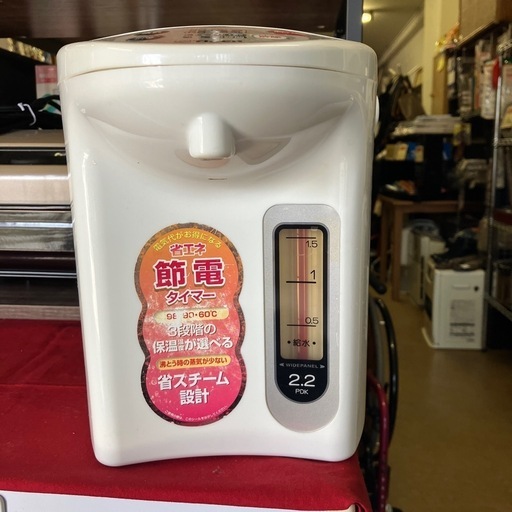 電気代がお得になる
省エネ
節電
タイマー
98・90・60℃
3段階の
保温が選べる
沸とう時の蒸気が少ない
省スチーム
設計
1.5
1
0.5
給水
WIDE PANEL
2.2
PDK